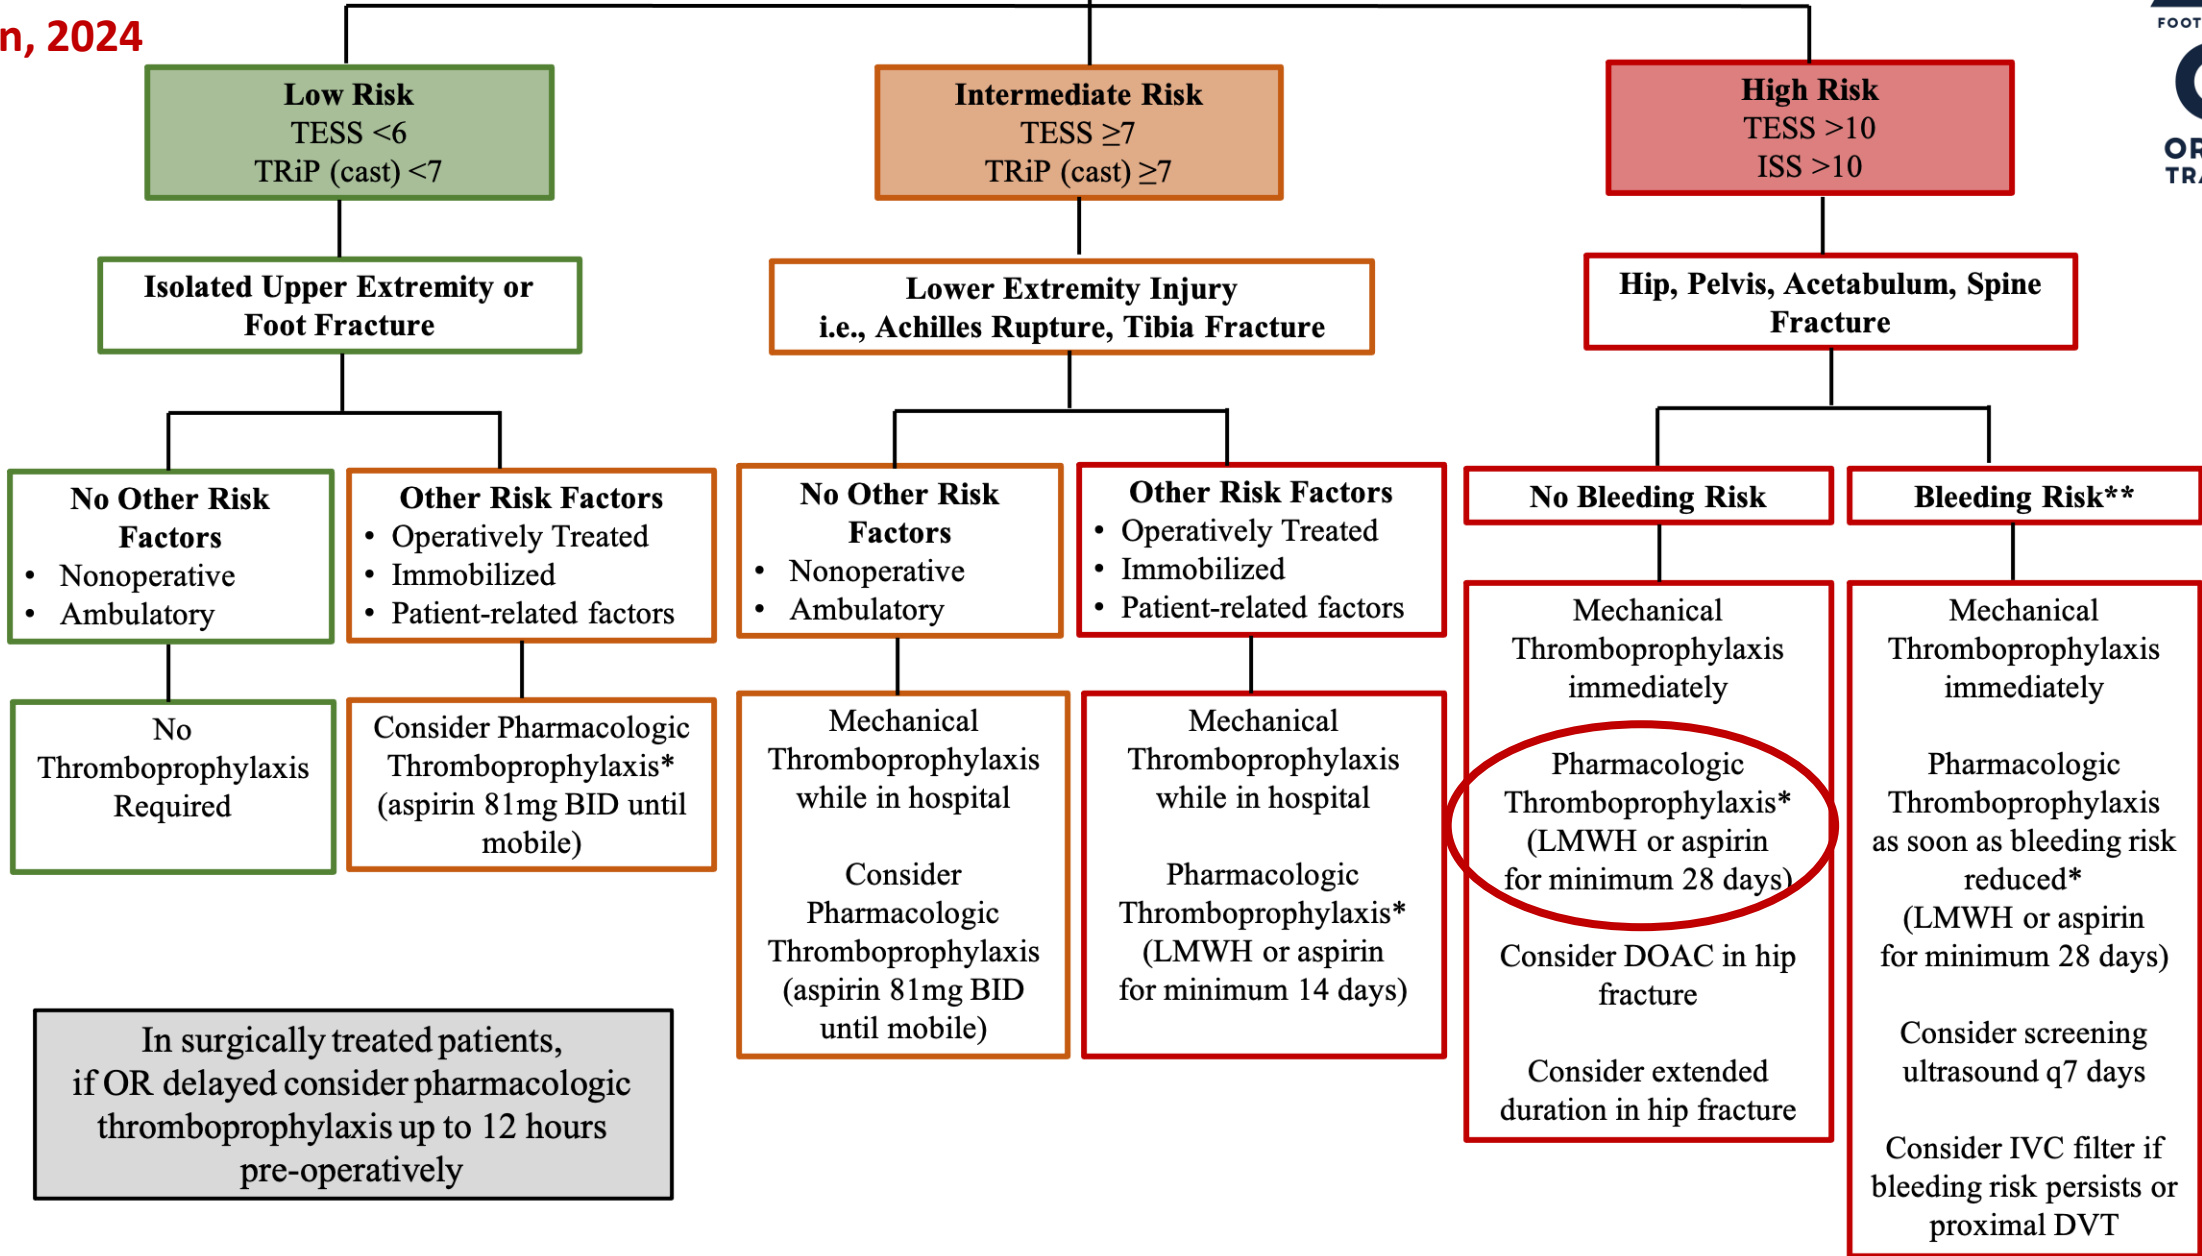 n, 2024
FOOT
OR
TRA
Low Risk
TESS <6
TRiP (cast) <7
Intermediate Risk
TESS ≥7
TRiP (cast) ≥7
High Risk
TESS >10
ISS >10
Isolated Upper Extremity or
Foot Fracture
Lower Extremity Injury
i.e., Achilles Rupture, Tibia Fracture
Hip, Pelvis, Acetabulum, Spine
Fracture
No Other Risk
Factors
• Nonoperative
• Ambulatory
Other Risk Factors
• Operatively Treated
• Immobilized
• Patient-related factors
No Other Risk
Factors
• Nonoperative
• Ambulatory
Other Risk Factors
• Operatively Treated
• Immobilized
• Patient-related factors
No Bleeding Risk
Bleeding Risk**
No
Thromboprophylaxis
Required
Consider Pharmacologic
Thromboprophylaxis*
(aspirin 81mg BID until
mobile)
Mechanical
Thromboprophylaxis
while in hospital
Consider
Pharmacologic
Thromboprophylaxis
(aspirin 81mg BID
until mobile)
Mechanical
Thromboprophylaxis
while in hospital
Pharmacologic
Thromboprophylaxis*
(LMWH or aspirin
for minimum 14 days)
Mechanical
Thromboprophylaxis
immediately
Pharmacologic
Thromboprophylaxis*
(LMWH or aspirin
for minimum 28 days)
Consider DOAC in hip
fracture
Consider extended
duration in hip fracture
Mechanical
Thromboprophylaxis
immediately
Pharmacologic
Thromboprophylaxis
as soon as bleeding risk
reduced*
(LMWH or aspirin
for minimum 28 days)
Consider screening
ultrasound q7 days
Consider IVC filter if
bleeding risk persists or
proximal DVT
In surgically treated patients,
if OR delayed consider pharmacologic
thromboprophylaxis up to 12 hours
pre-operatively